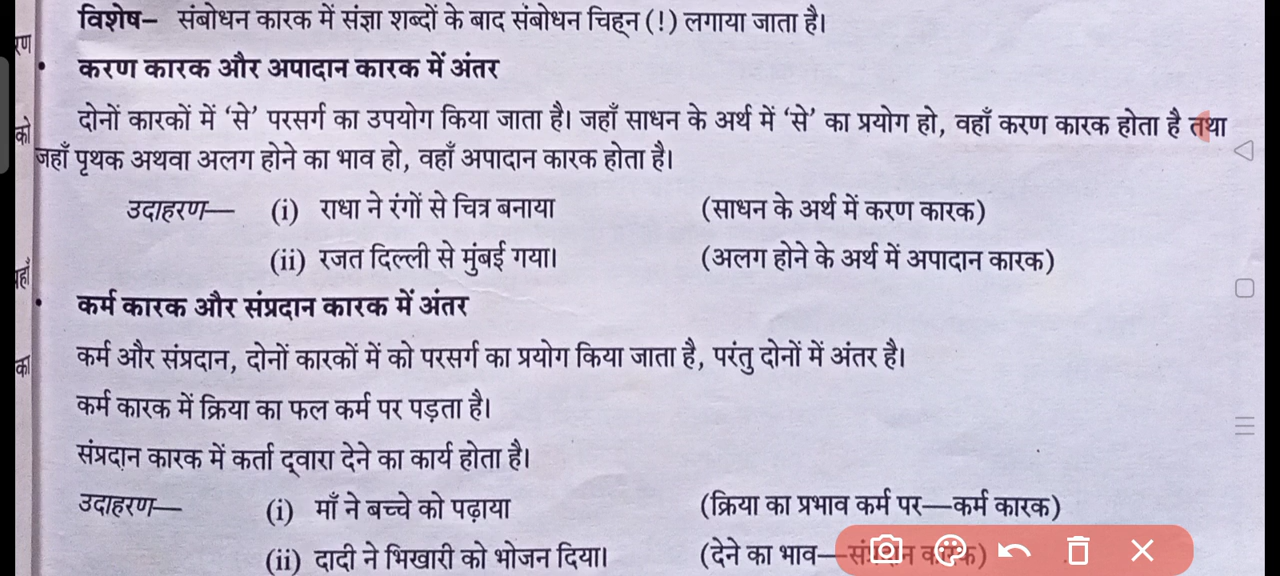 विशेष– संबोधन कारक में संज्ञा शब्दों के बाद संबोधन चिह्न (!) लगाया जाता है।
रण
• करण कारक और अपादान कारक में अंतर
दोनों कारकों में ‘से’ परसर्ग का उपयोग किया जाता है। जहाँ साधन के अर्थ में ‘से’ का प्रयोग हो, वहाँ करण कारक होता है तथा
को
जहाँ पृथक अथवा अलग होने का भाव हो, वहाँ अपादान कारक होता है।
उदाहरण— (i) राधा ने रंगों से चित्र बनाया (साधन के अर्थ में करण कारक)
(ii) रजत दिल्ली से मुंबई गया। (अलग होने के अर्थ में अपादान कारक)
• कर्म कारक और संप्रदान कारक में अंतर
कर्म और संप्रदान, दोनों कारकों में को परसर्ग का प्रयोग किया जाता है, परंतु दोनों में अंतर है।
का
कर्म कारक में क्रिया का फल कर्म पर पड़ता है।
संप्रदान कारक में कर्ता द्वारा देने का कार्य होता है।
उदाहरण— (i) माँ ने बच्चे को पढ़ाया (क्रिया का प्रभाव कर्म पर—कर्म कारक)
(ii) दादी ने भिखारी को भोजन दिया। (देने का भाव—संप्रदान कारक)